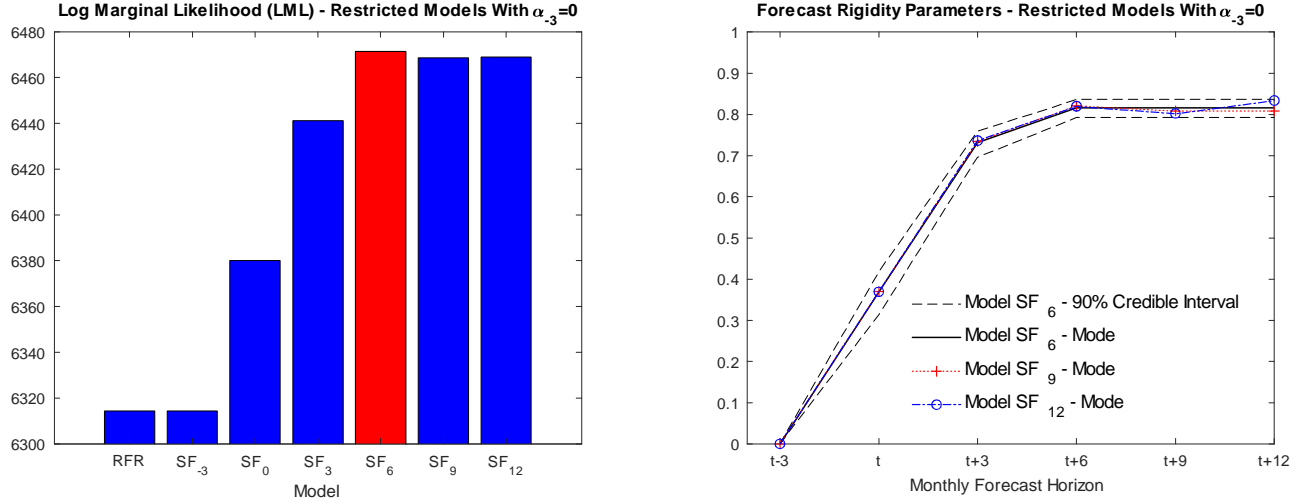 Log Marginal Likelihood (LML) - Restricted Models With α-3=0
6480
6460
6440
6420
6400
6380
6360
6340
6320
6300
RFR SF-3 SF0 SF3 SF6 SF9 SF12
Model
Forecast Rigidity Parameters - Restricted Models With α-3=0
1
0.9
0.8
0.7
0.6
0.5
0.4
0.3
0.2
0.1
0
Model SF 6 - 90% Credible Interval
Model SF 6 - Mode
Model SF 9 - Mode
Model SF 12 - Mode
t-3 t t+3 t+6 t+9 t+12
Monthly Forecast Horizon